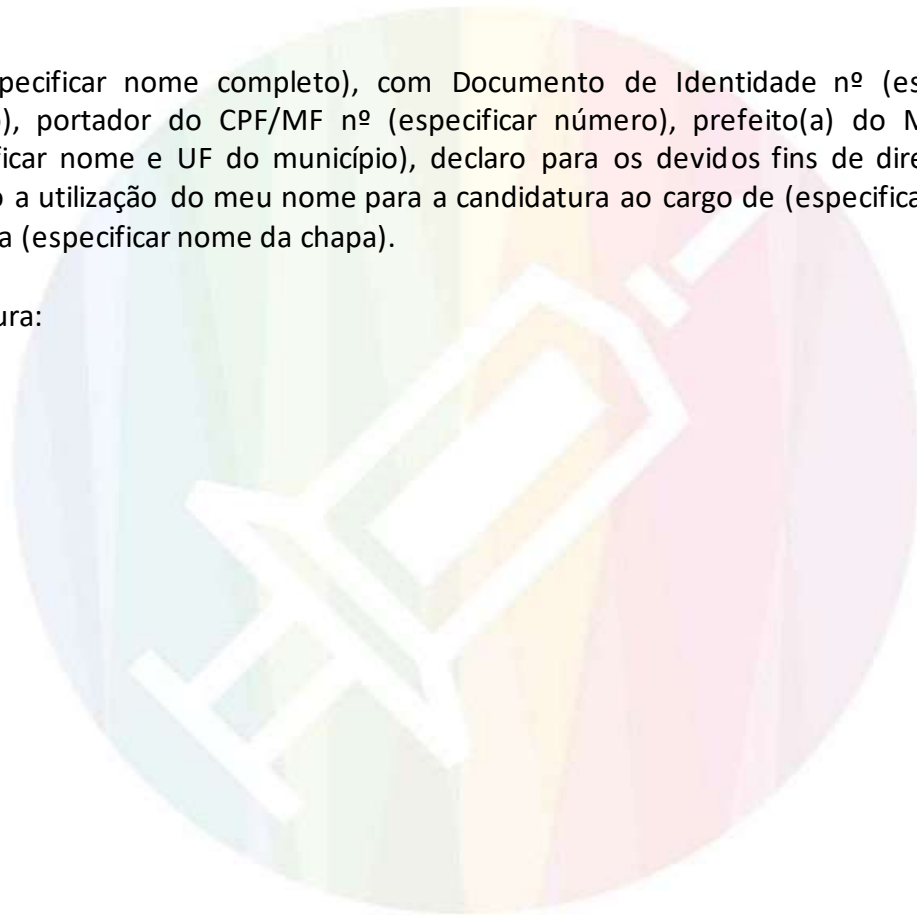 pecificar nome completo), com Documento de Identidade nº (es
), portador do CPF/MF nº (especificar número), prefeito(a) do M
ficar nome e UF do município), declaro para os devidos fins de dire
o a utilização do meu nome para a candidatura ao cargo de (especifica
a (especificar nome da chapa).
ura: